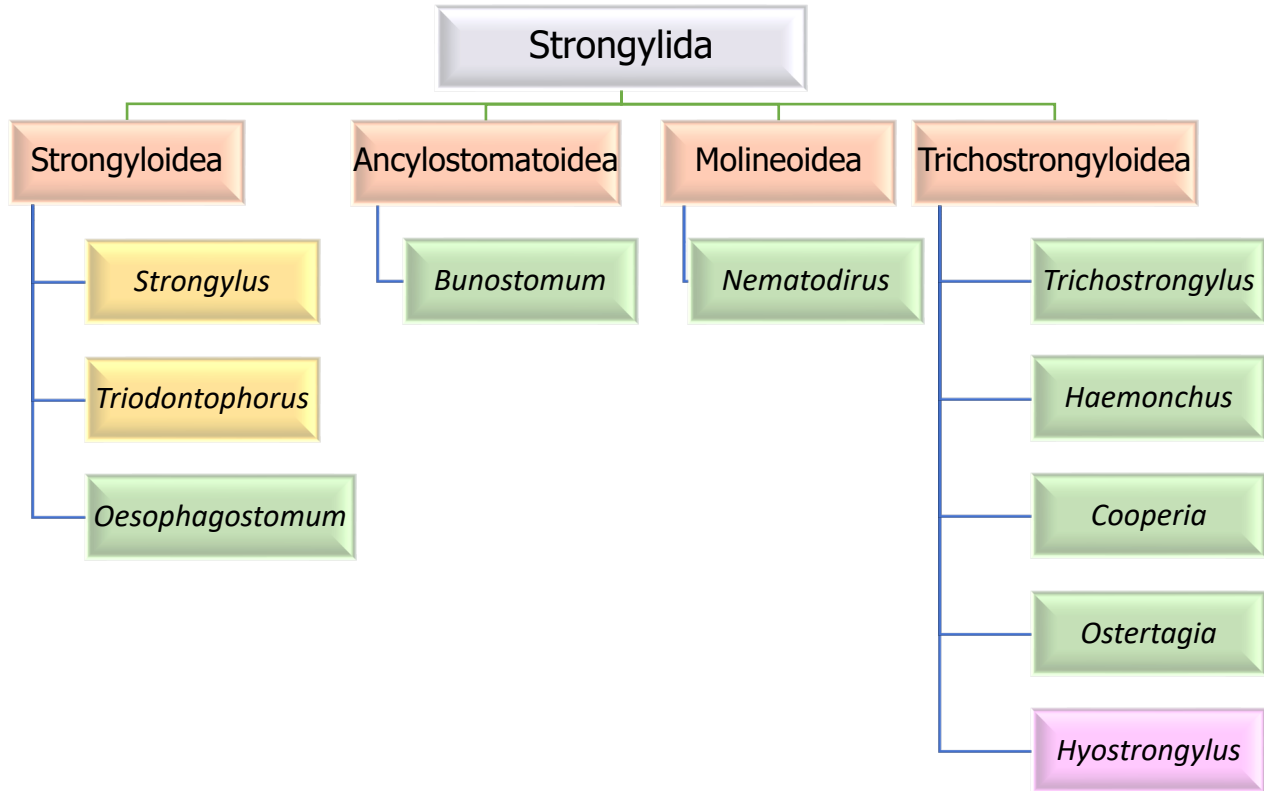 Strongylida
Strongyloidea
Ancylostomatoidea
Molineoidea
Trichostrongyloidea
Strongylus
Bunostomum
Nematodirus
Trichostrongylus
Triodontophorus
Haemonchus
Oesophagostomum
Cooperia
Ostertagia
Hyostrongylus